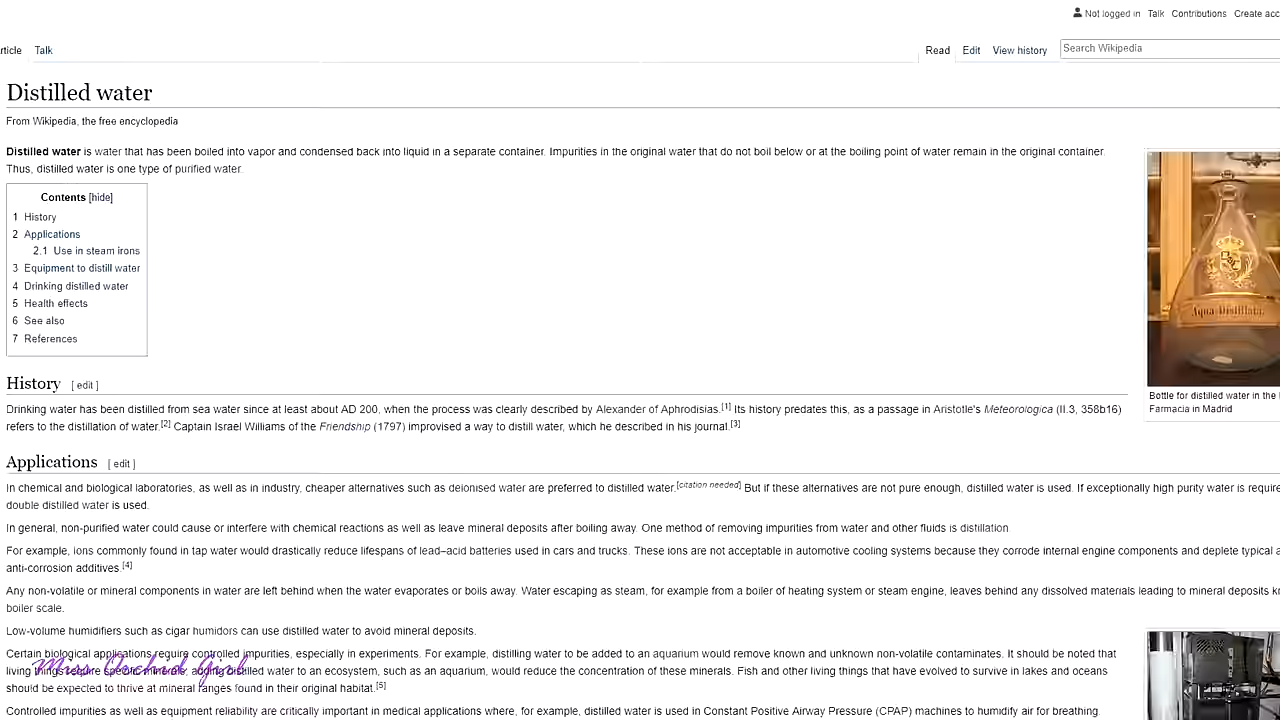 Not logged in Talk Contributions Create acc
rticle Talk Read Edit View history Search Wikipedia
Distilled water
From Wikipedia, the free encyclopedia
Distilled water is water that has been boiled into vapor and condensed back into liquid in a separate container. Impurities in the original water that do not boil below or at the boiling point of water remain in the original container.
Thus, distilled water is one type of purified water.
Contents [hide]
1 History
2 Applications
2.1 Use in steam irons
3 Equipment to distill water
4 Drinking distilled water
5 Health effects
6 See also
7 References
Aqua Distillata.
Bottle for distilled water in the
Farmacia in Madrid
History [ edit ]
Drinking water has been distilled from sea water since at least about AD 200, when the process was clearly described by Alexander of Aphrodisias.[1] Its history predates this, as a passage in Aristotle's Meteorologica (II.3, 358b16)
refers to the distillation of water.[2] Captain Israel Williams of the Friendship (1797) improvised a way to distill water, which he described in his journal.[3]
Applications [ edit ]
In chemical and biological laboratories, as well as in industry, cheaper alternatives such as deionised water are preferred to distilled water.[citation needed] But if these alternatives are not pure enough, distilled water is used. If exceptionally high purity water is require
double distilled water is used.
In general, non-purified water could cause or interfere with chemical reactions as well as leave mineral deposits after boiling away. One method of removing impurities from water and other fluids is distillation.
For example, ions commonly found in tap water would drastically reduce lifespans of lead–acid batteries used in cars and trucks. These ions are not acceptable in automotive cooling systems because they corrode internal engine components and deplete typical a
anti-corrosion additives.[4]
Any non-volatile or mineral components in water are left behind when the water evaporates or boils away. Water escaping as steam, for example from a boiler of heating system or steam engine, leaves behind any dissolved materials leading to mineral deposits kn
boiler scale.
Low-volume humidifiers such as cigar humidors can use distilled water to avoid mineral deposits.
Certain biological applications require controlled impurities, especially in experiments. For example, distilling water to be added to an aquarium would remove known and unknown non-volatile contaminates. It should be noted that
living things require specific minerals; adding distilled water to an ecosystem, such as an aquarium, would reduce the concentration of these minerals. Fish and other living things that have evolved to survive in lakes and oceans
should be expected to thrive at mineral ranges found in their original habitat.[5]
Miss Orchid Girl
Controlled impurities as well as equipment reliability are critically important in medical applications where, for example, distilled water is used in Constant Positive Airway Pressure (CPAP) machines to humidify air for breathing.